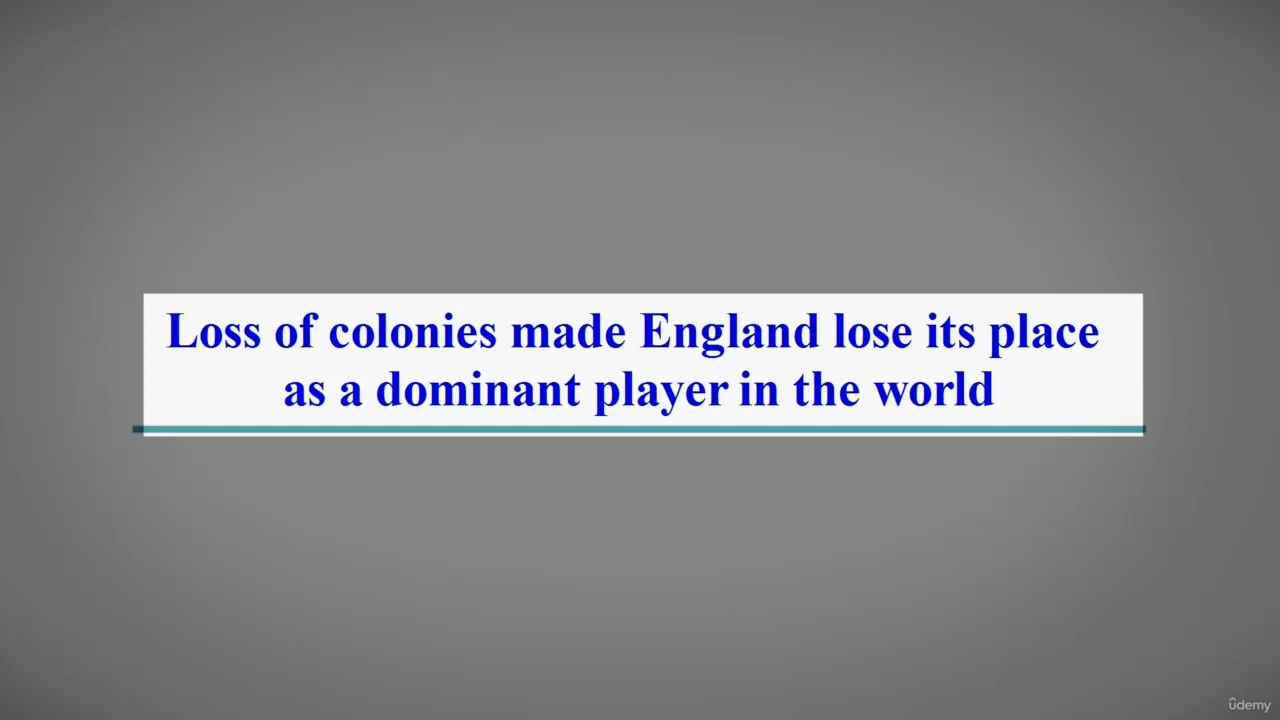 Loss of colonies made England lose its place
as a dominant player in the world
ûdemy